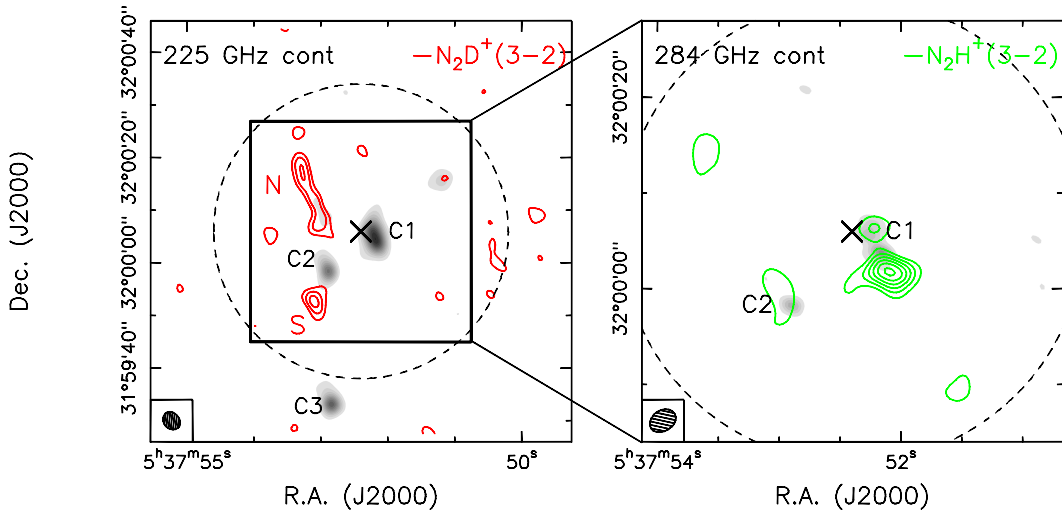 225 GHz cont
—N₂D⁺(3−2)
N
C1
C2
S
C3
32°00'40''
32°00'20''
32°00'00''
31°59'40''
5ʰ37ᵐ55ˢ
50ˢ
R.A. (J2000)
Dec. (J2000)
284 GHz cont
—N₂H⁺(3−2)
C1
C2
32°00'20''
32°00'00''
5ʰ37ᵐ54ˢ
52ˢ
R.A. (J2000)